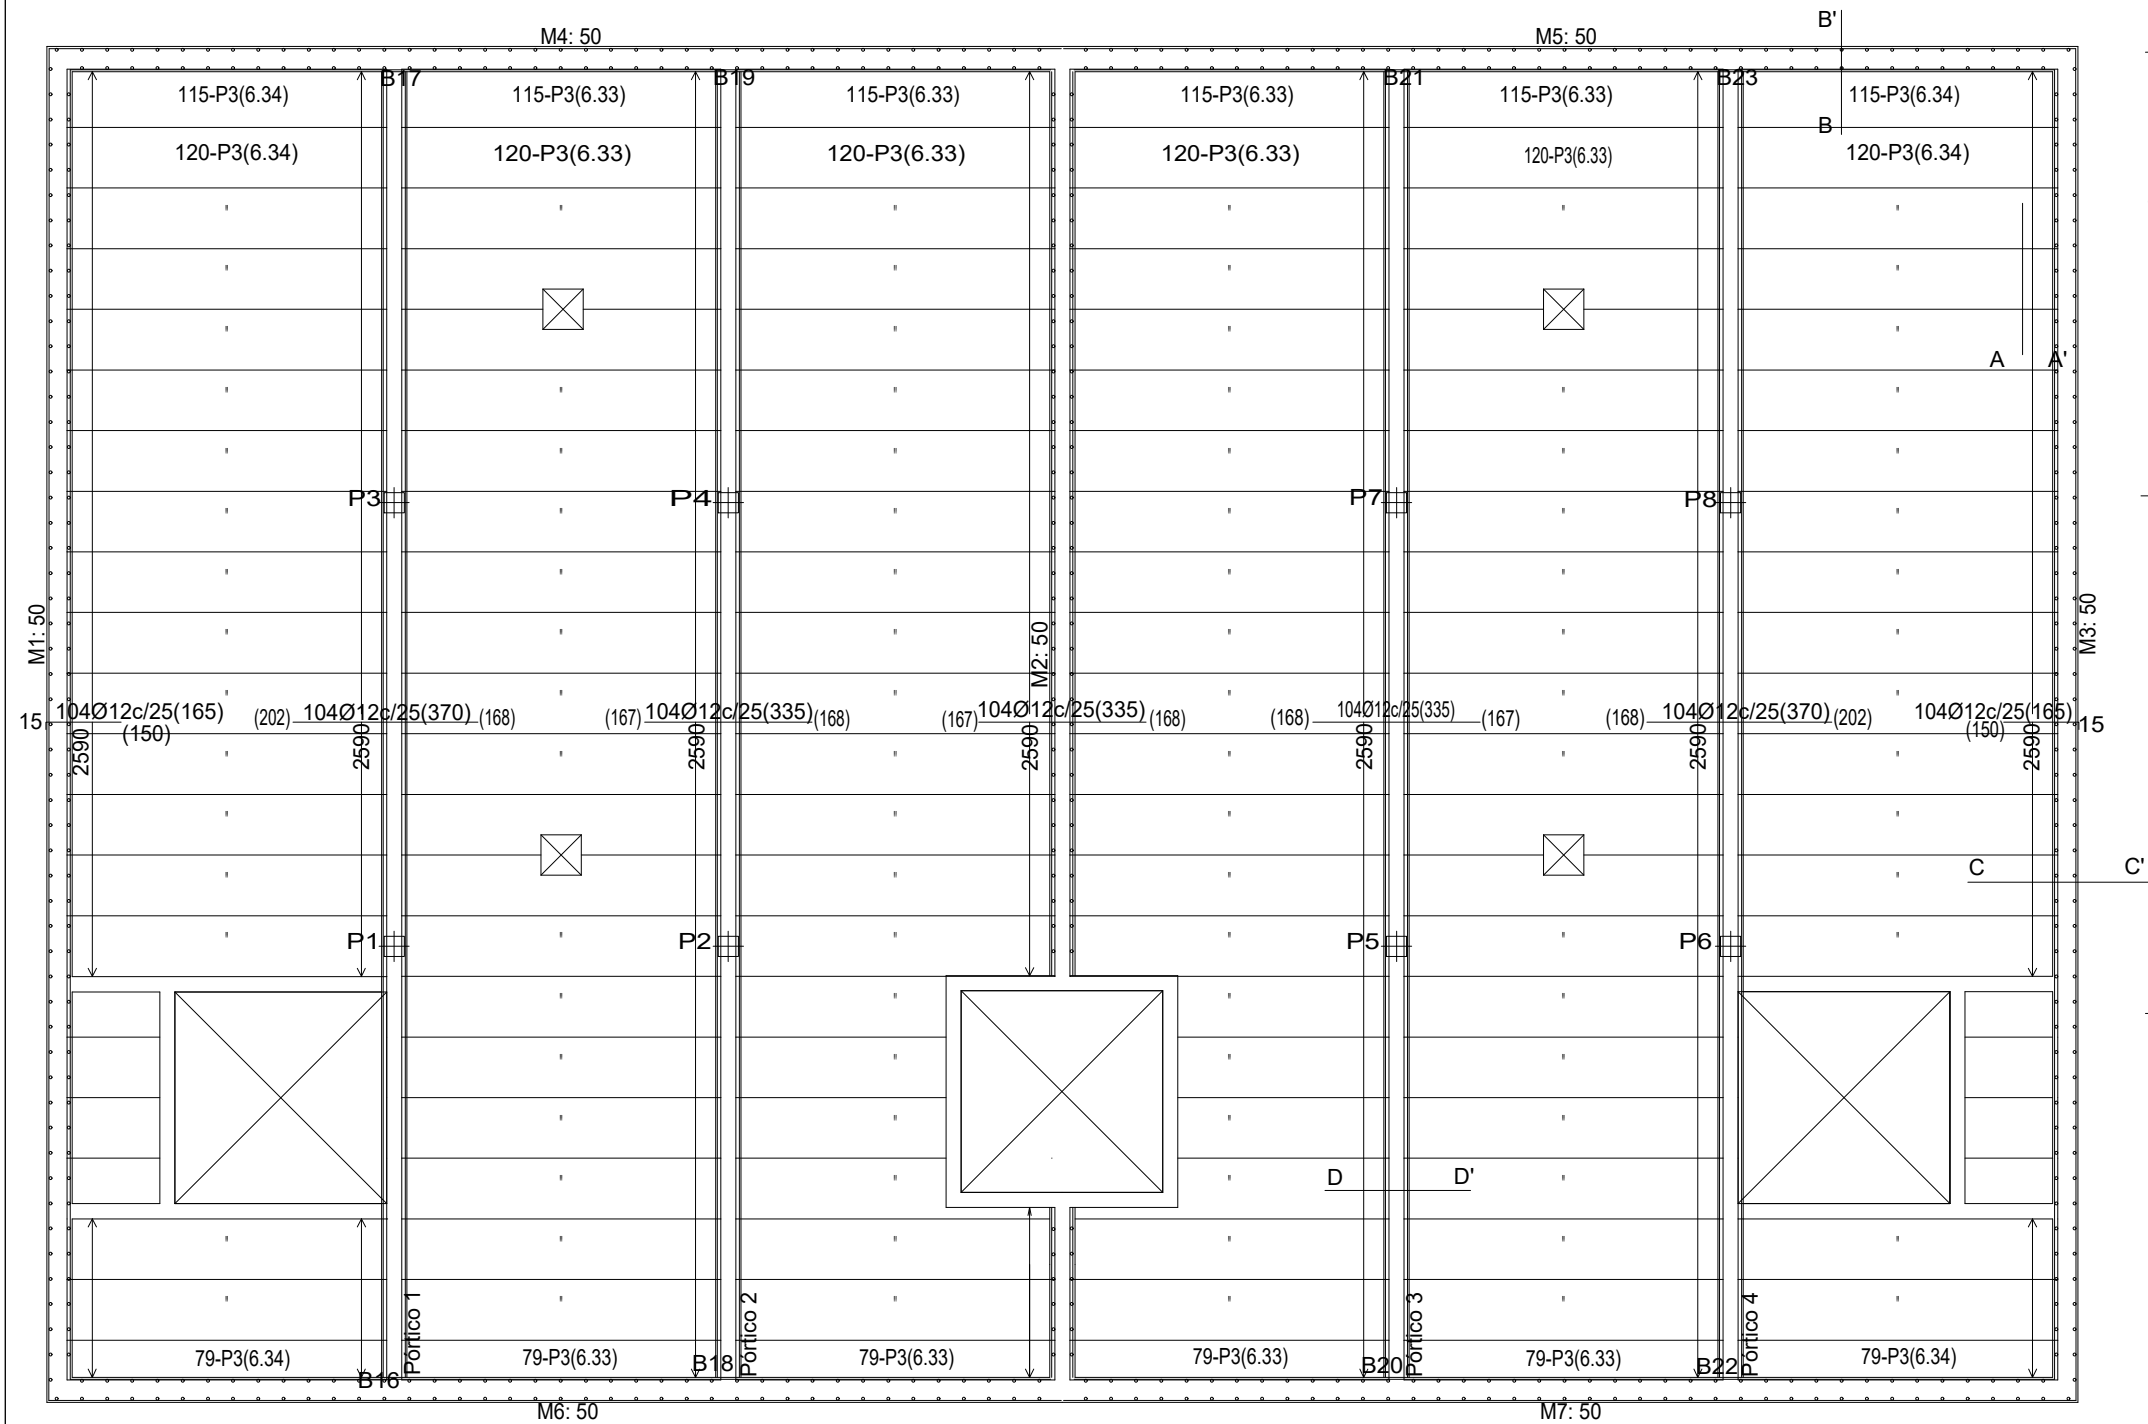 B'
M4: 50
M5: 50
B17
B19
B21
B23
115-P3(6.34)
115-P3(6.33)
115-P3(6.33)
115-P3(6.33)
115-P3(6.33)
115-P3(6.34)
B
120-P3(6.34)
120-P3(6.33)
120-P3(6.33)
120-P3(6.33)
120-P3(6.33)
120-P3(6.34)
A
A'
P3
P4
P7
P8
M1: 50
M2: 50
M3: 50
15
104Ø12c/25(165)
(150)
(202)
104Ø12c/25(370)
(168)
(167)
104Ø12c/25(335)
(168)
(167)
104Ø12c/25(335)
(168)
(168)
104Ø12c/25(335)
(167)
(168)
104Ø12c/25(370)
(202)
104Ø12c/25(165)
(150)
15
2590
2590
2590
2590
2590
2590
2590
C
C'
P1
P2
P5
P6
D
D'
Pórtico 1
Pórtico 2
Pórtico 3
Pórtico 4
79-P3(6.34)
79-P3(6.33)
79-P3(6.33)
79-P3(6.33)
79-P3(6.33)
79-P3(6.34)
B16
B18
B20
B22
M6: 50
M7: 50